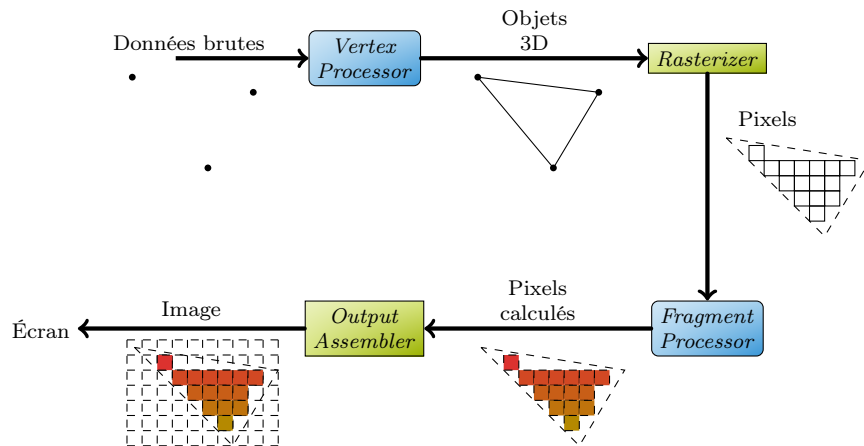 Données brutes
Vertex
Processor
Objets
3D
Rasterizer
Pixels
Écran
Image
Output
Assembler
Pixels
calculés
Fragment
Processor